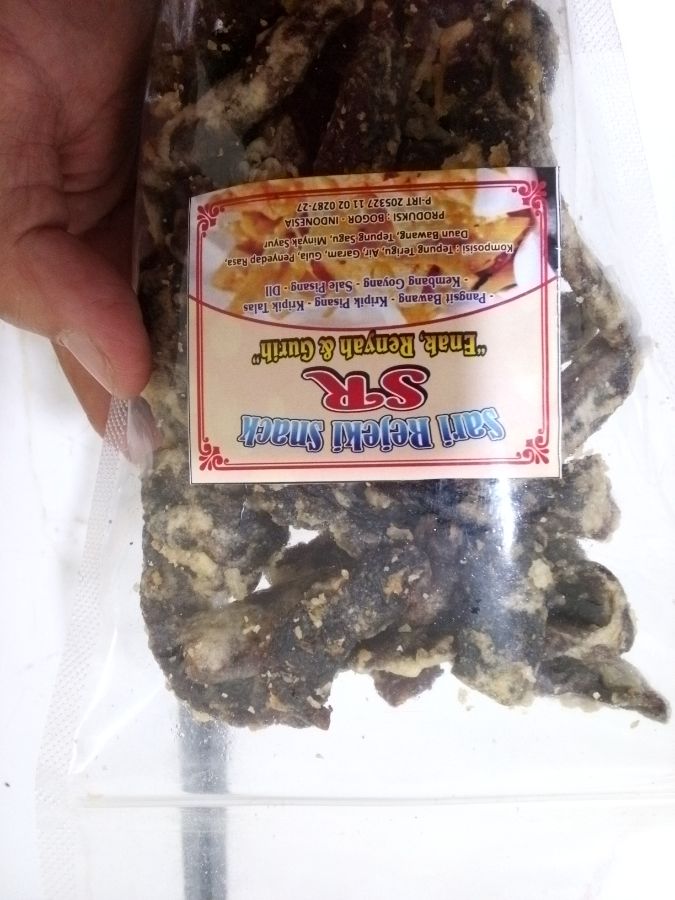 Sari Rejeki Snack
SR
"Enak, Renyah & Gurih"
- Pangsit Bawang - Kripik Pisang - Kripik Talas
- Kembang Goyang - Sale Pisang - Dll
Komposisi : Tepung Terigu, Air, Garam, Gula, Penyedap Rasa,
Daun Bawang, Tepung Sagu, Minyak Sayur
PRODUKSI : BOGOR - INDONESIA
P-IRT 205327 11 02 0287-27